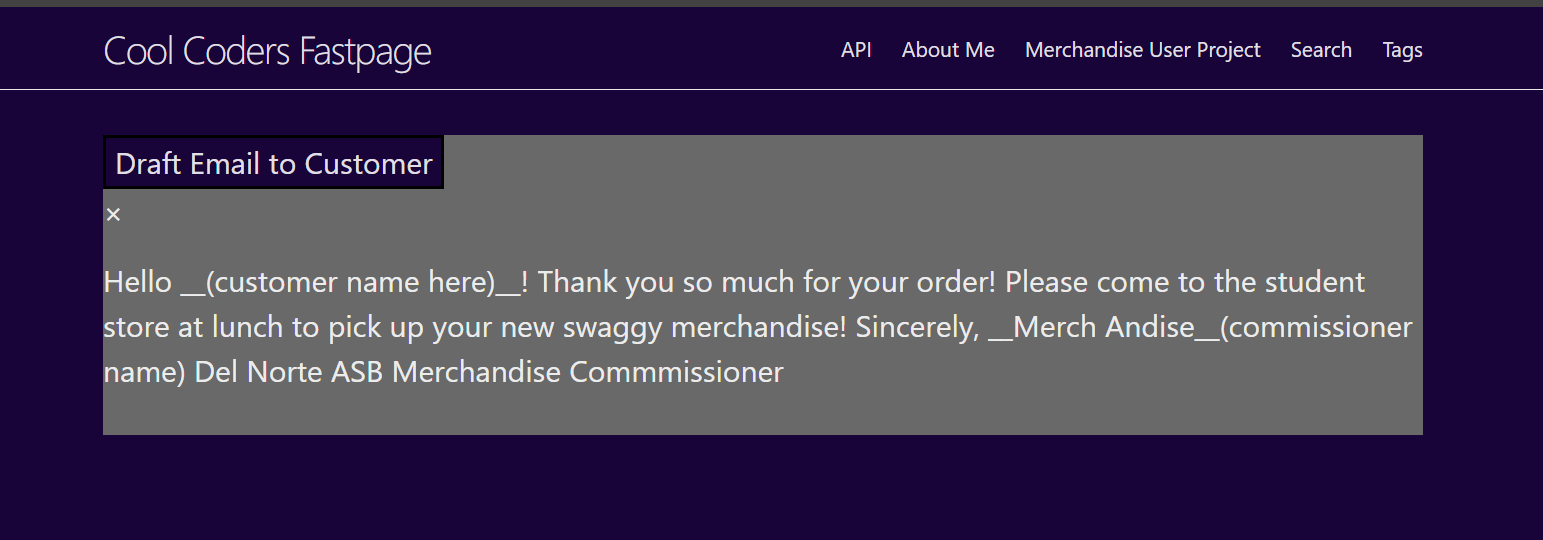 Cool Coders Fastpage
API About Me Merchandise User Project Search Tags
Draft Email to Customer
×
Hello __(customer name here)__! Thank you so much for your order! Please come to the student
store at lunch to pick up your new swaggy merchandise! Sincerely, __Merch Andise__(commissioner
name) Del Norte ASB Merchandise Commmissioner